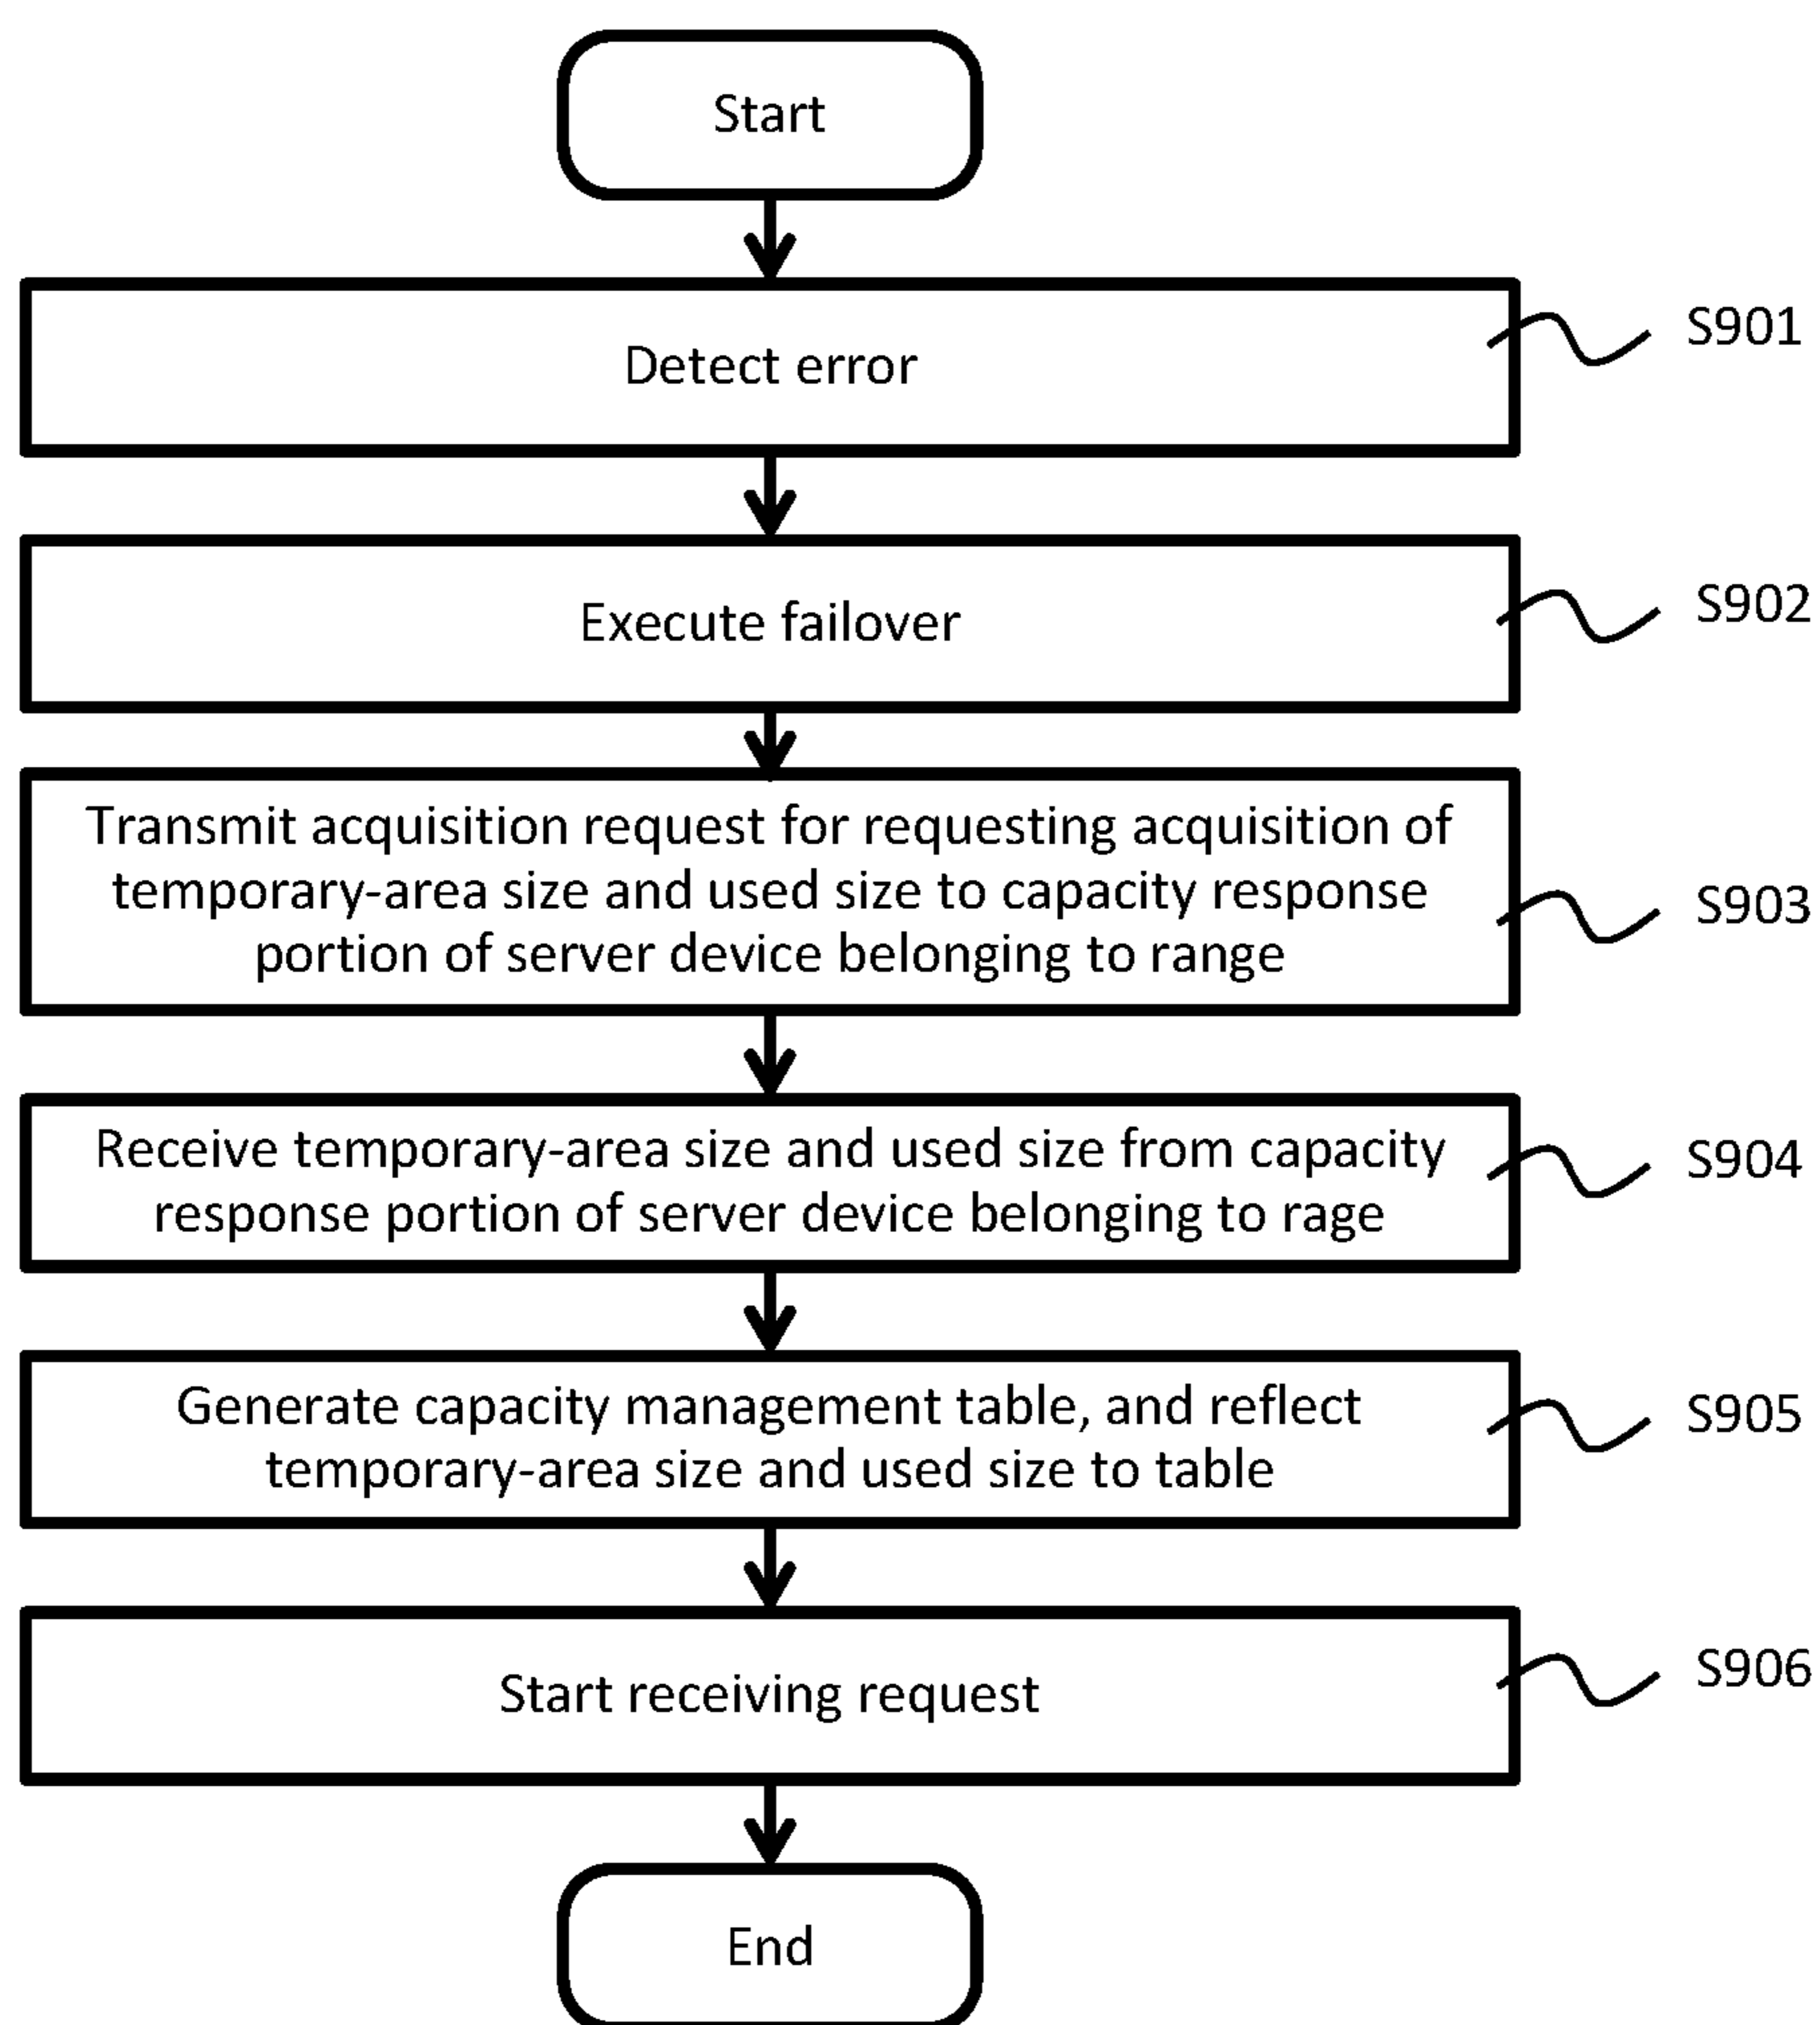 Start
Detect error
S901
Execute failover
S902
Transmit acquisition request for requesting acquisition of
temporary-area size and used size to capacity response
portion of server device belonging to range
S903
Receive temporary-area size and used size from capacity
response portion of server device belonging to rage
S904
Generate capacity management table, and reflect
temporary-area size and used size to table
S905
Start receiving request
S906
End